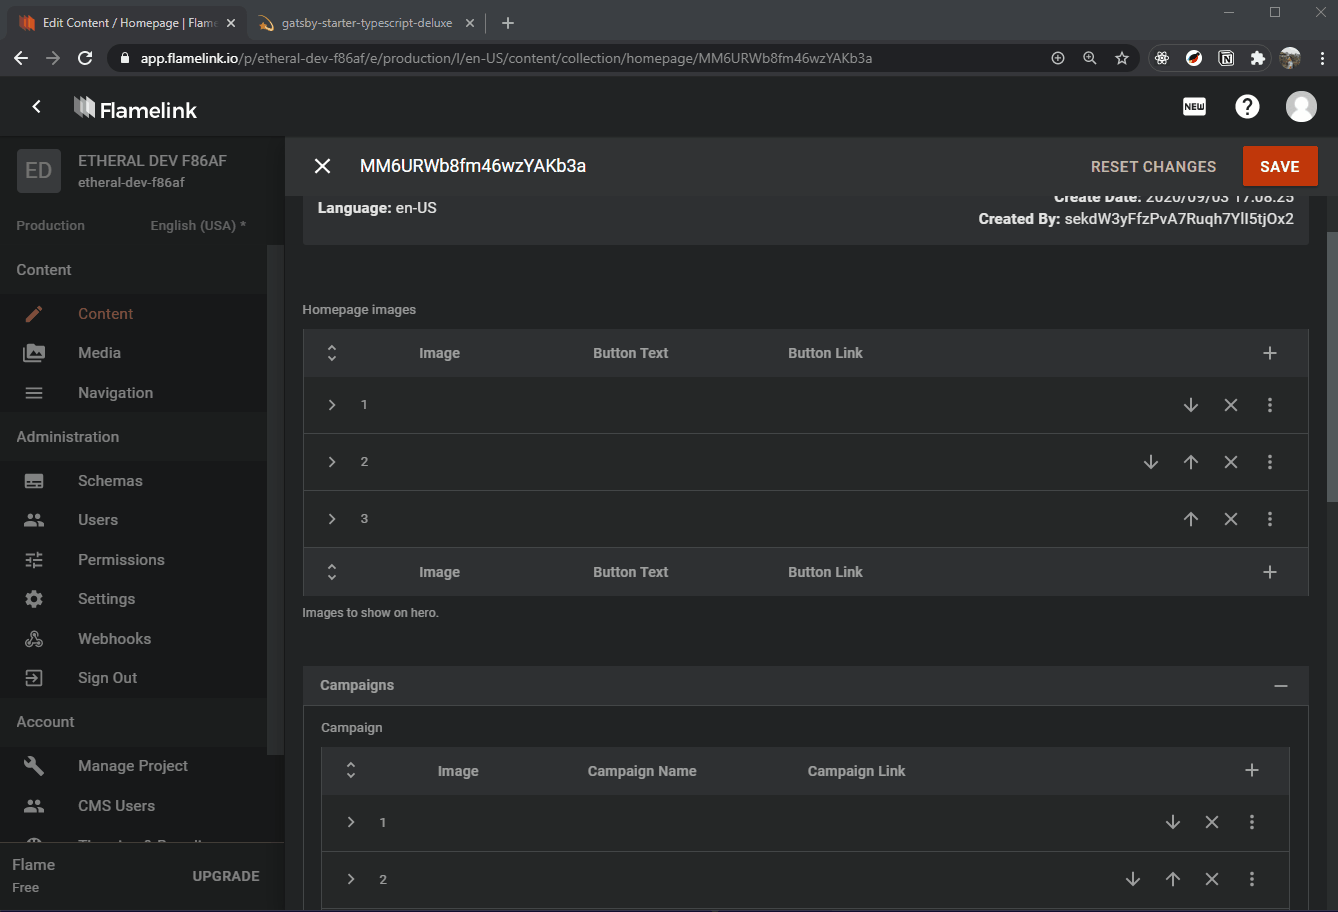 Edit Content / Homepage | Flame
gatsby-starter-typescript-deluxe
app.flamelink.io/p/etheral-dev-f86af/e/production/l/en-US/content/collection/homepage/MM6URWb8fm46wzYAKb3a
Flamelink
NEW
ED
ETHERAL DEV F86AF
etheral-dev-f86af
Production
English (USA) *
Content
Content
Media
Navigation
Administration
Schemas
Users
Permissions
Settings
Webhooks
Sign Out
Account
Manage Project
CMS Users
Flame
Free
UPGRADE
MM6URWb8fm46wzYAKb3a
RESET CHANGES
SAVE
Language: en-US
Create Date: 2020/09/03 17:08:25
Created By: sekdW3yFfzPvA7Ruqh7YlI5tjOx2
Homepage images
Image Button Text Button Link
1
2
3
Image Button Text Button Link
Images to show on hero.
Campaigns
Campaign
Image Campaign Name Campaign Link
1
2